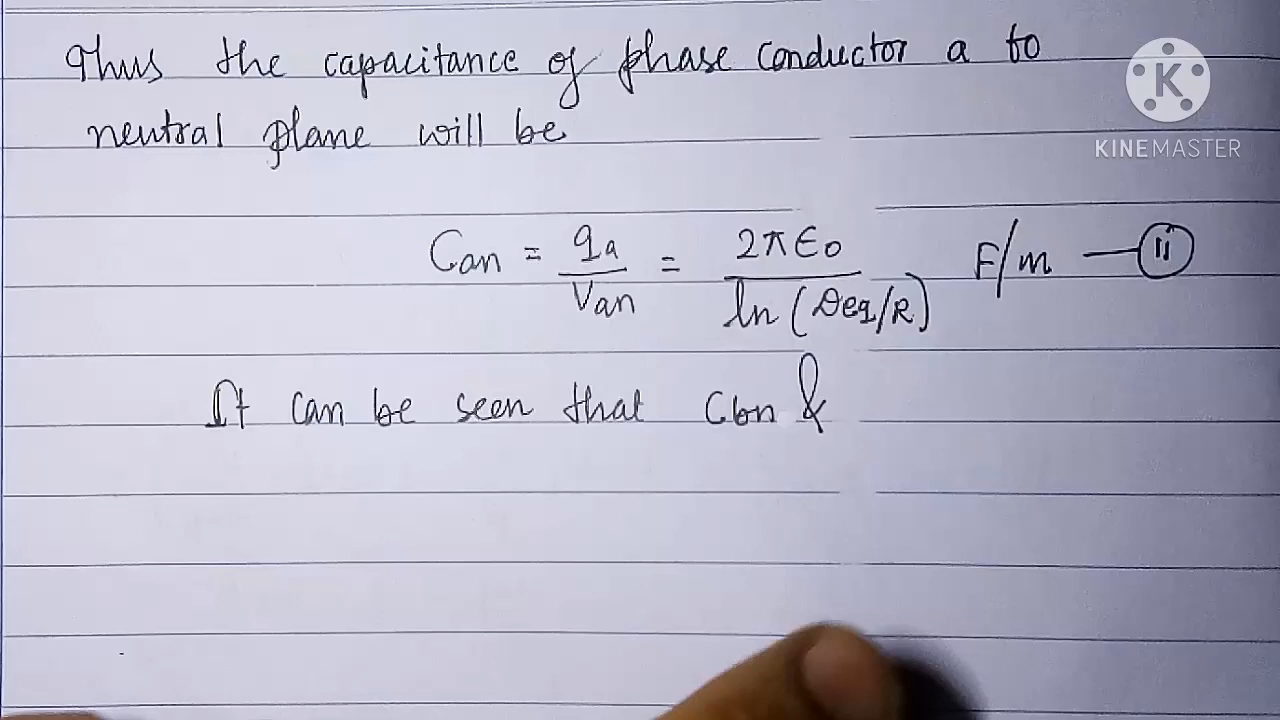 Thus the capacitance of phase conductor a to
neutral plane will be
Can = qa/Van = 2πϵ0/ln(Deq/R) F/m — 11
It can be seen that Cbn &
K
KINEMASTER